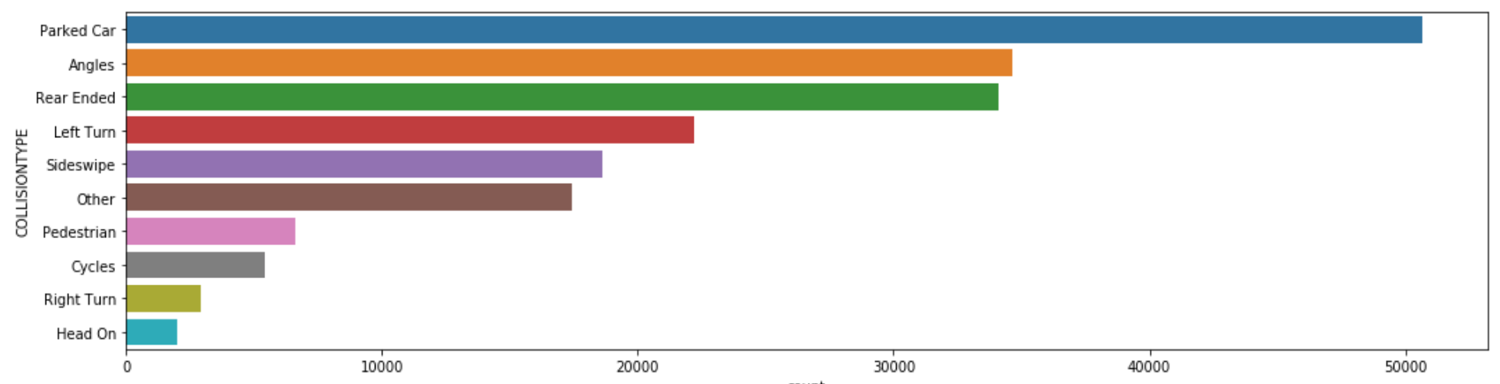 Parked Car
Angles
Rear Ended
Left Turn
Sideswipe
Other
Pedestrian
Cycles
Right Turn
Head On
COLLISIONTYPE
0 10000 20000 30000 40000 50000